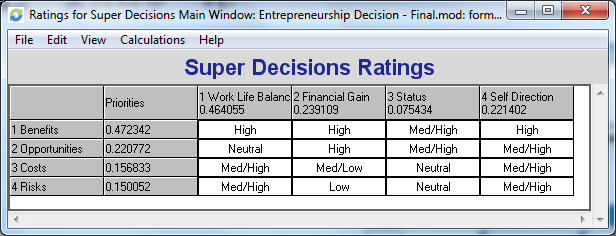 Ratings for Super Decisions Main Window: Entrepreneurship Decision - Final.mod: form...
File Edit View Calculations Help
Super Decisions Ratings
Priorities 1 Work Life Balanc 2 Financial Gain 3 Status 4 Self Direction
0.464055 0.239109 0.075434 0.221402
1 Benefits 0.472342 High High Med/High High
2 Opportunities 0.220772 Neutral High Med/High Med/High
3 Costs 0.156833 Med/High Med/Low Neutral Med/High
4 Risks 0.150052 Med/High Low Neutral Med/High